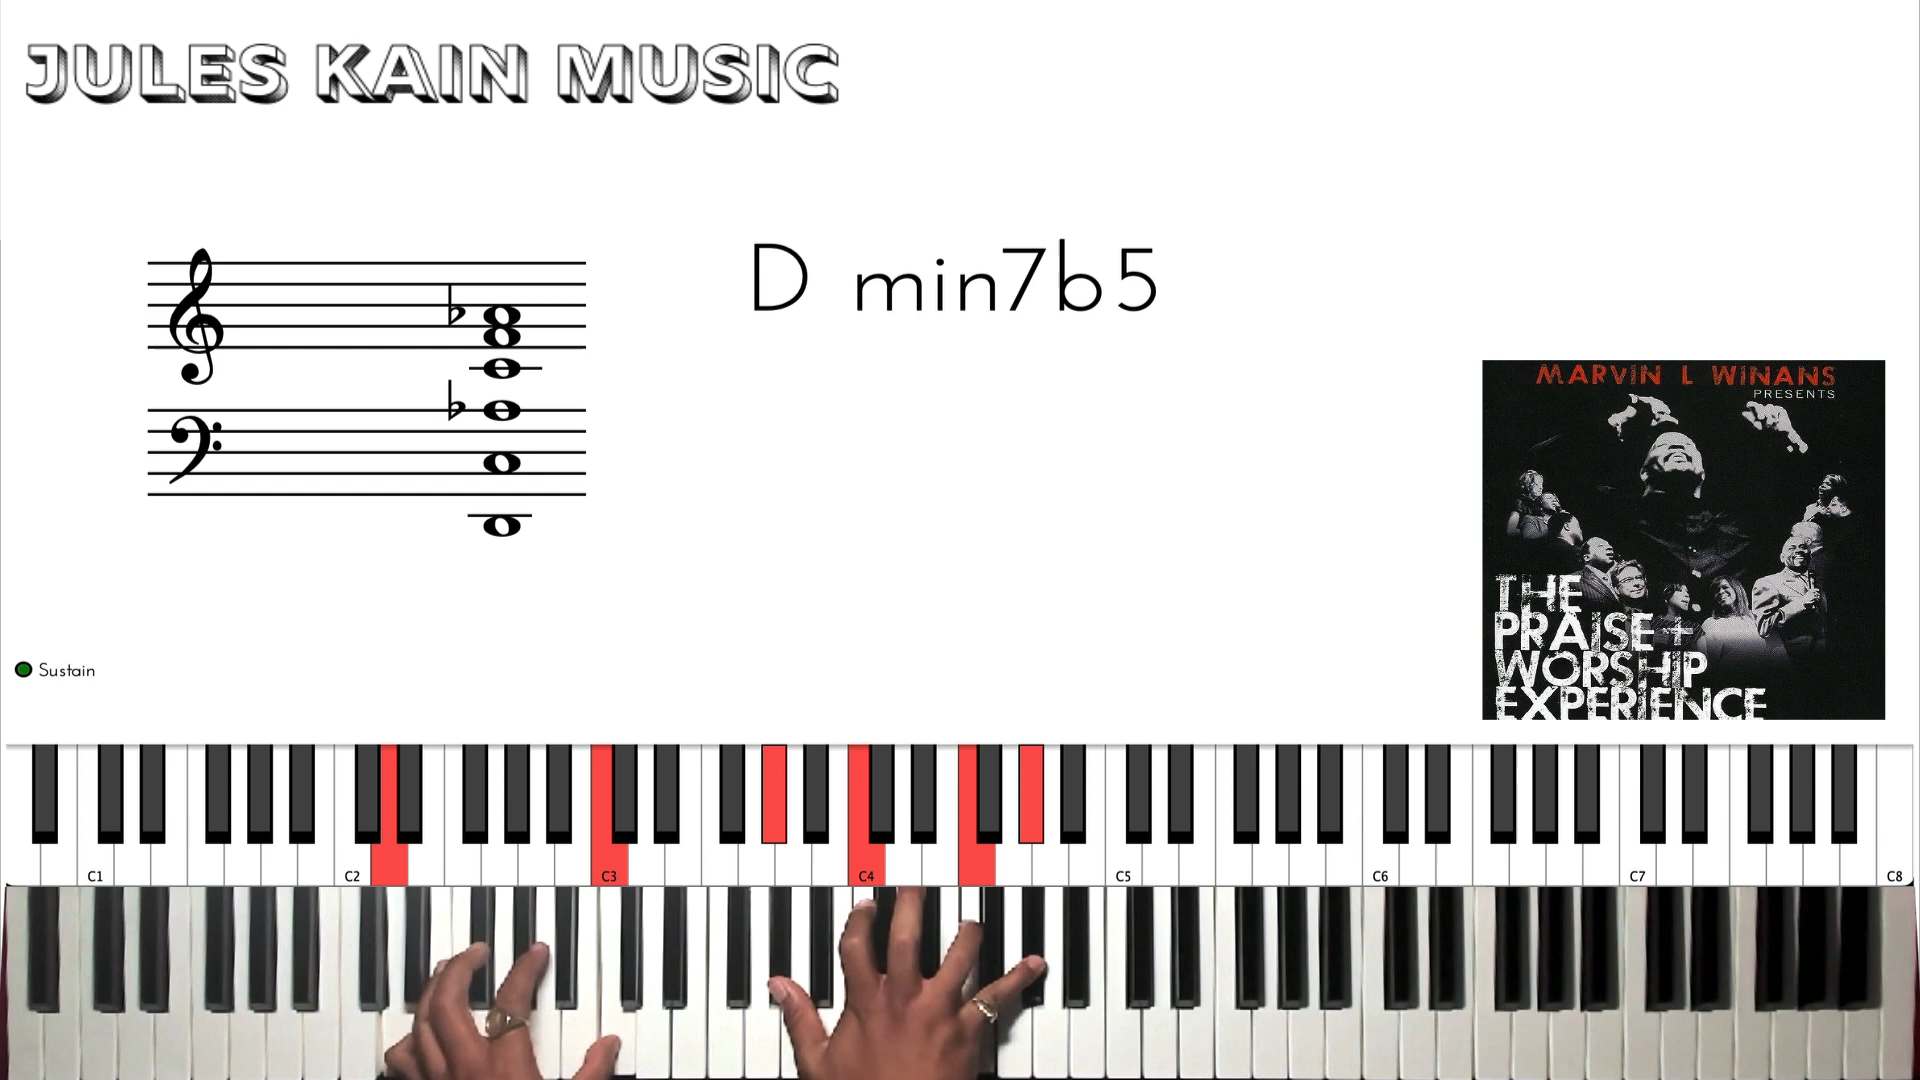 JULES KAIN MUSIC
D min7b5
MARVIN L WINANS
PRESENTS
THE
PRAISE+
WORSHIP
EXPERIENCE
Sustain
C1 C2 C3 C4 C5 C6 C7 C8